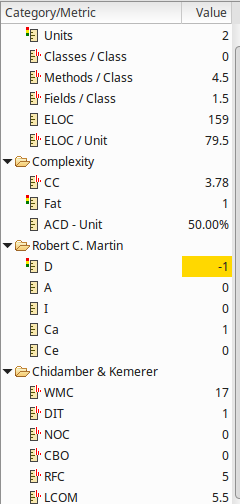 Category/Metric Value
Units 2
Classes / Class 0
Methods / Class 4.5
Fields / Class 1.5
ELOC 159
ELOC / Unit 79.5
Complexity
CC 3.78
Fat 1
ACD - Unit 50.00%
Robert C. Martin
D -1
A 0
I 0
Ca 1
Ce 0
Chidamber & Kemerer
WMC 17
DIT 1
NOC 0
CBO 0
RFC 5
LCOM 5.5